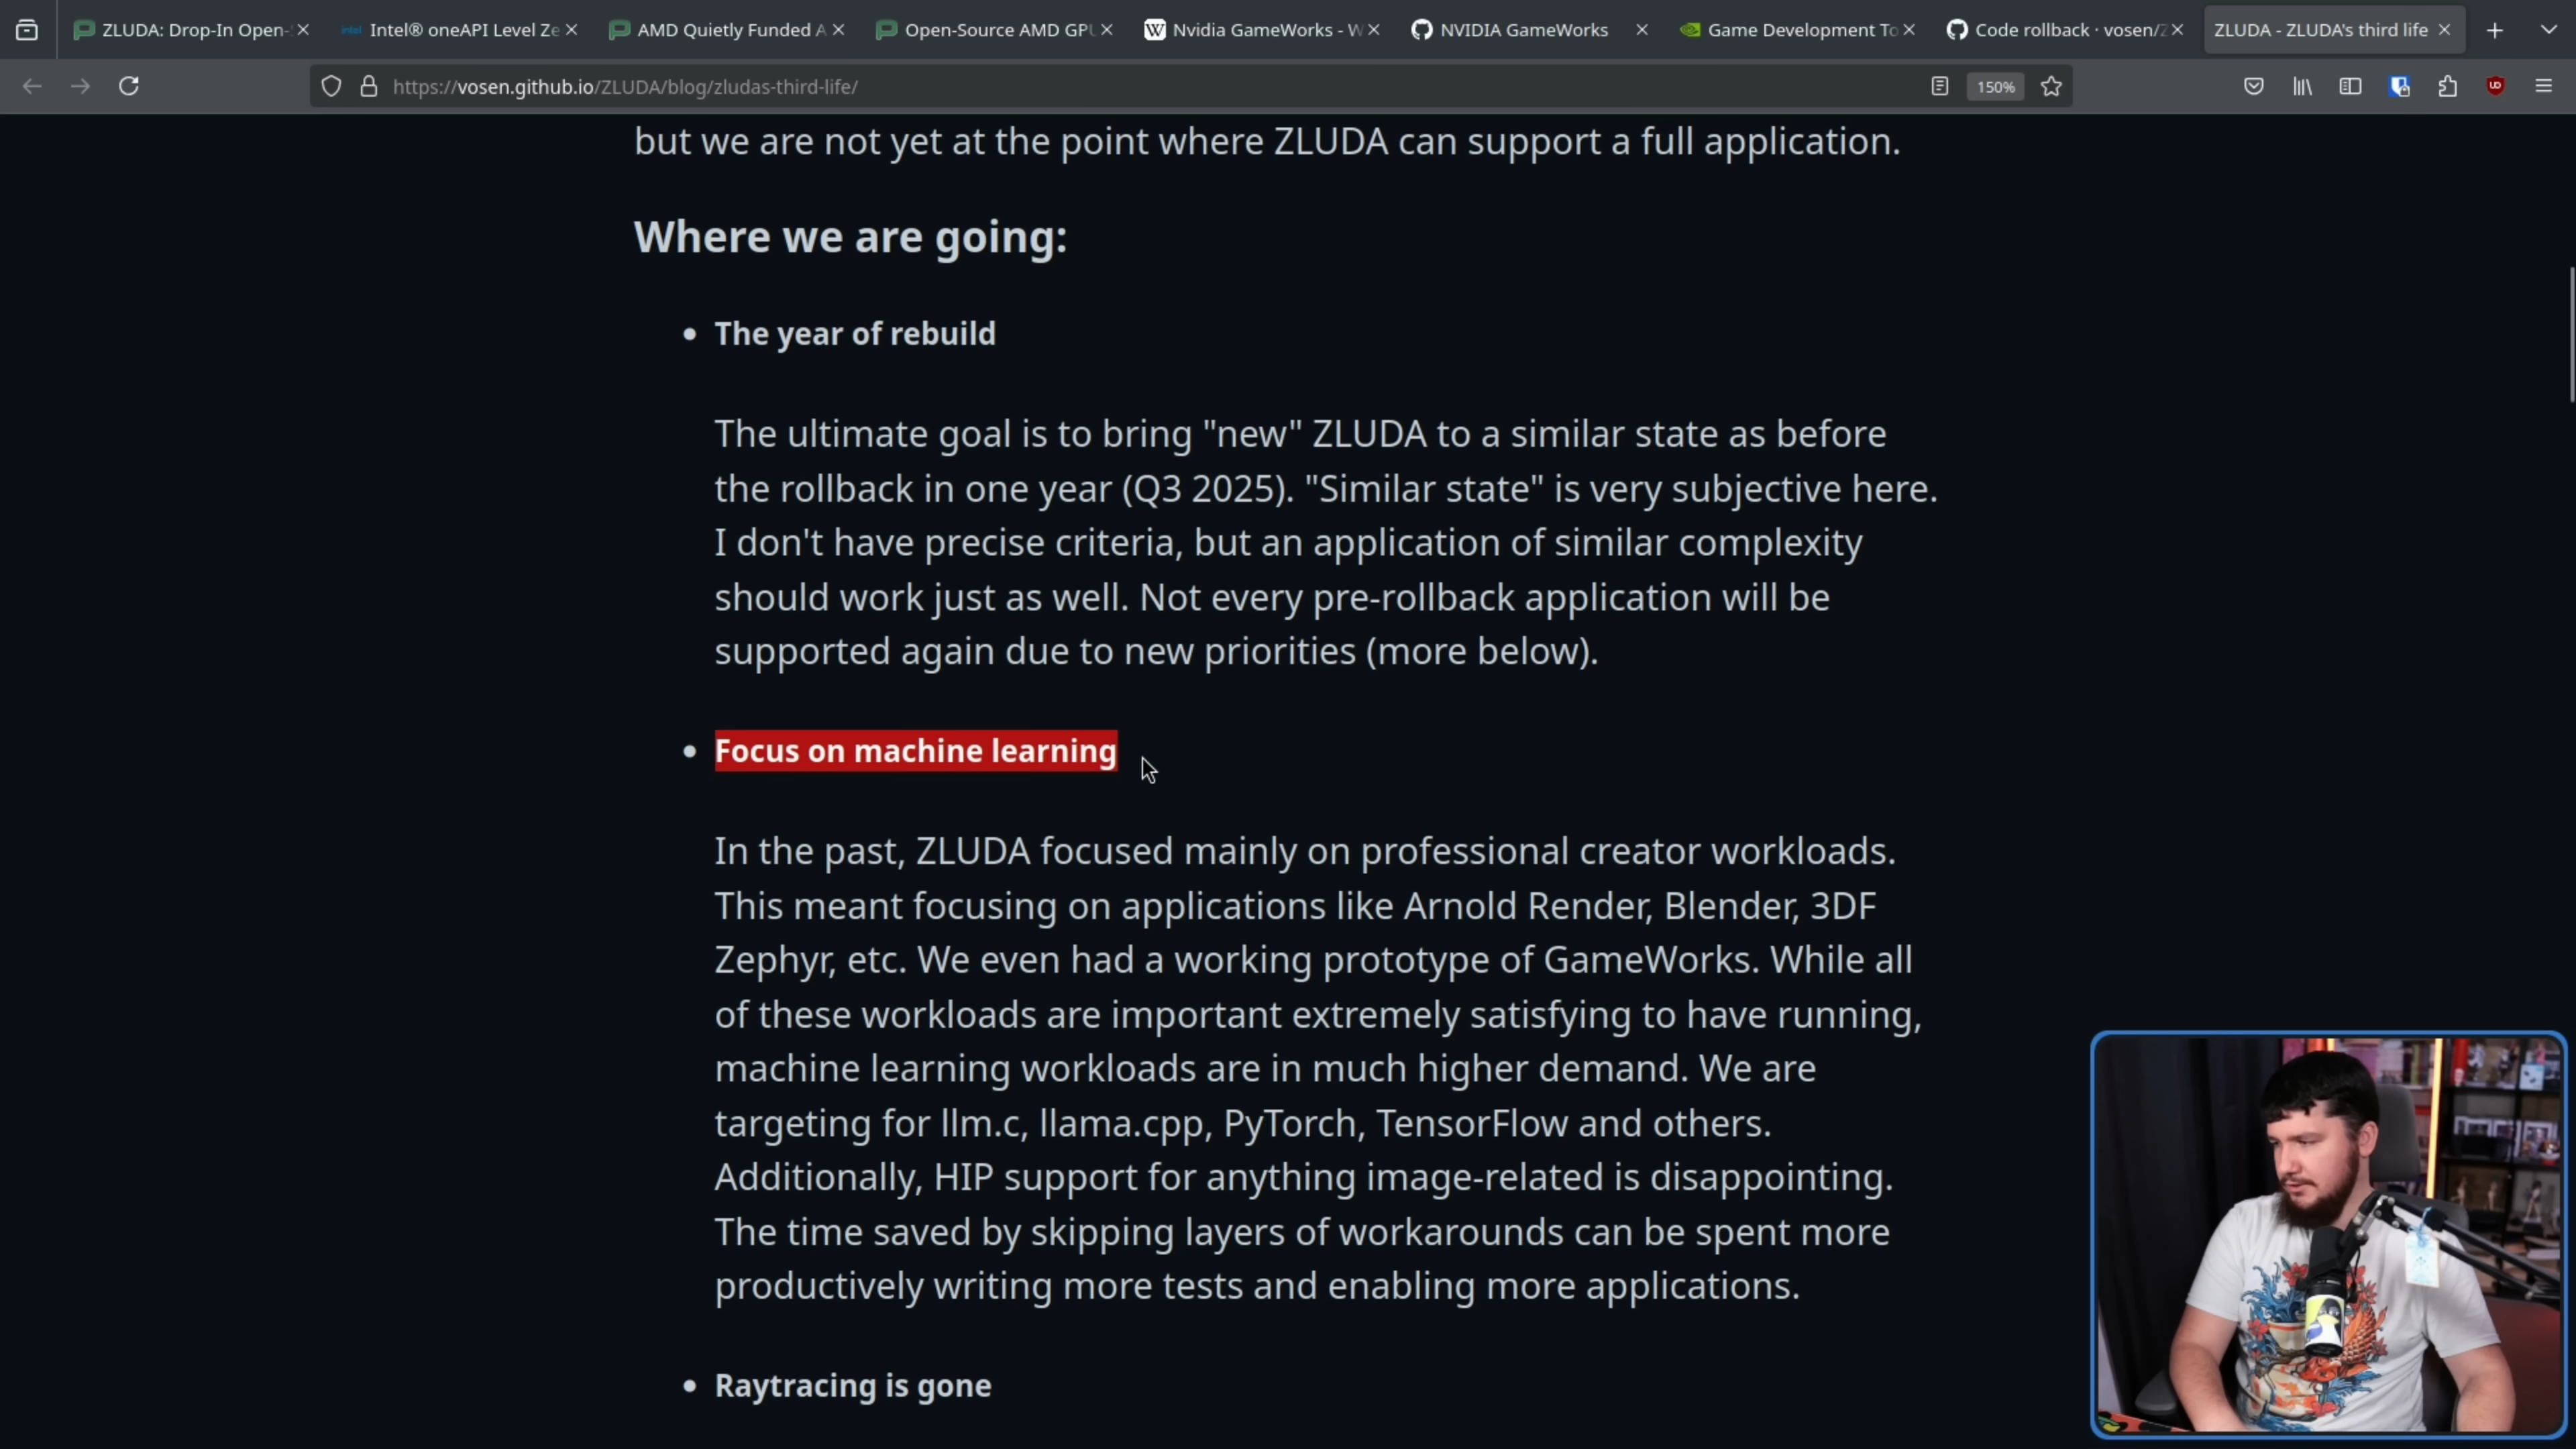 ZLUDA: Drop-In Open-
intel Intel® oneAPI Level Ze
AMD Quietly Funded A
Open-Source AMD GPU
W Nvidia GameWorks - W
NVIDIA GameWorks
Game Development To
Code rollback · vosen/Z
ZLUDA - ZLUDA's third life
https://vosen.github.io/ZLUDA/blog/zludas-third-life/
150%
but we are not yet at the point where ZLUDA can support a full application.
Where we are going:
• The year of rebuild
The ultimate goal is to bring "new" ZLUDA to a similar state as before
the rollback in one year (Q3 2025). "Similar state" is very subjective here.
I don't have precise criteria, but an application of similar complexity
should work just as well. Not every pre-rollback application will be
supported again due to new priorities (more below).
• Focus on machine learning
In the past, ZLUDA focused mainly on professional creator workloads.
This meant focusing on applications like Arnold Render, Blender, 3DF
Zephyr, etc. We even had a working prototype of GameWorks. While all
of these workloads are important extremely satisfying to have running,
machine learning workloads are in much higher demand. We are
targeting for llm.c, llama.cpp, PyTorch, TensorFlow and others.
Additionally, HIP support for anything image-related is disappointing.
The time saved by skipping layers of workarounds can be spent more
productively writing more tests and enabling more applications.
• Raytracing is gone